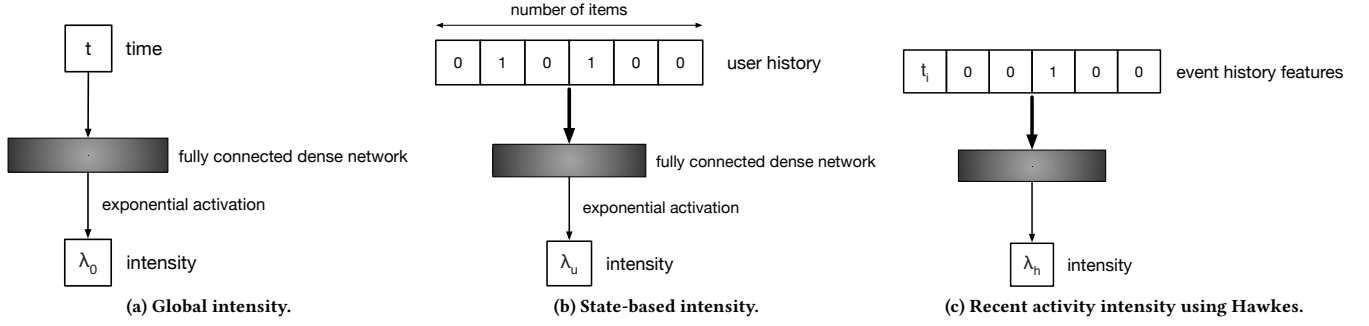 t
time
fully connected dense network
exponential activation
λ0
intensity
(a) Global intensity.
number of items
0 1 0 1 0 0
user history
fully connected dense network
exponential activation
λu
intensity
(b) State-based intensity.
ti 0 0 1 0 0
event history features
λh
intensity
(c) Recent activity intensity using Hawkes.